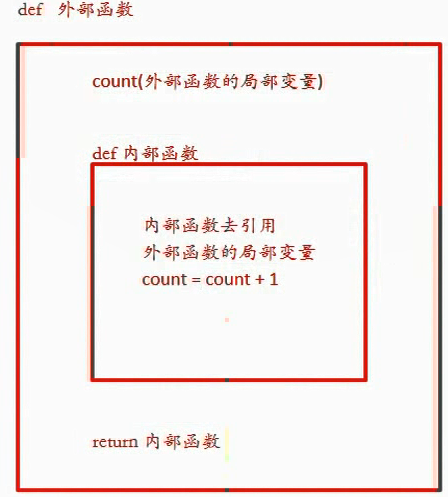 def 外部函数
count(外部函数的局部变量)
def 内部函数
内部函数去引用
外部函数的局部变量
count = count + 1
return 内部函数